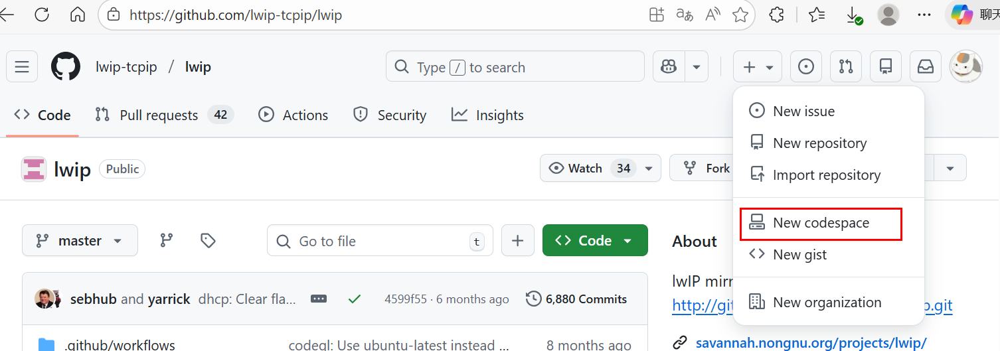 https://github.com/lwip-tcpip/lwip
聊天
lwip-tcpip / lwip
Type / to search
Code
Pull requests 42
Actions
Security
Insights
New issue
New repository
Import repository
New codespace
New gist
New organization
lwip Public
Watch 34
Fork
master
Go to file t
Code
About
sebhub and yarrick dhcp: Clear fla...
4599f55 · 6 months ago
6,880 Commits
lwIP mirr
http://git
p.git
.github/workflows
codeql: Use ubuntu-latest instead ...
8 months ago
savannah.nongnu.org/projects/lwip/